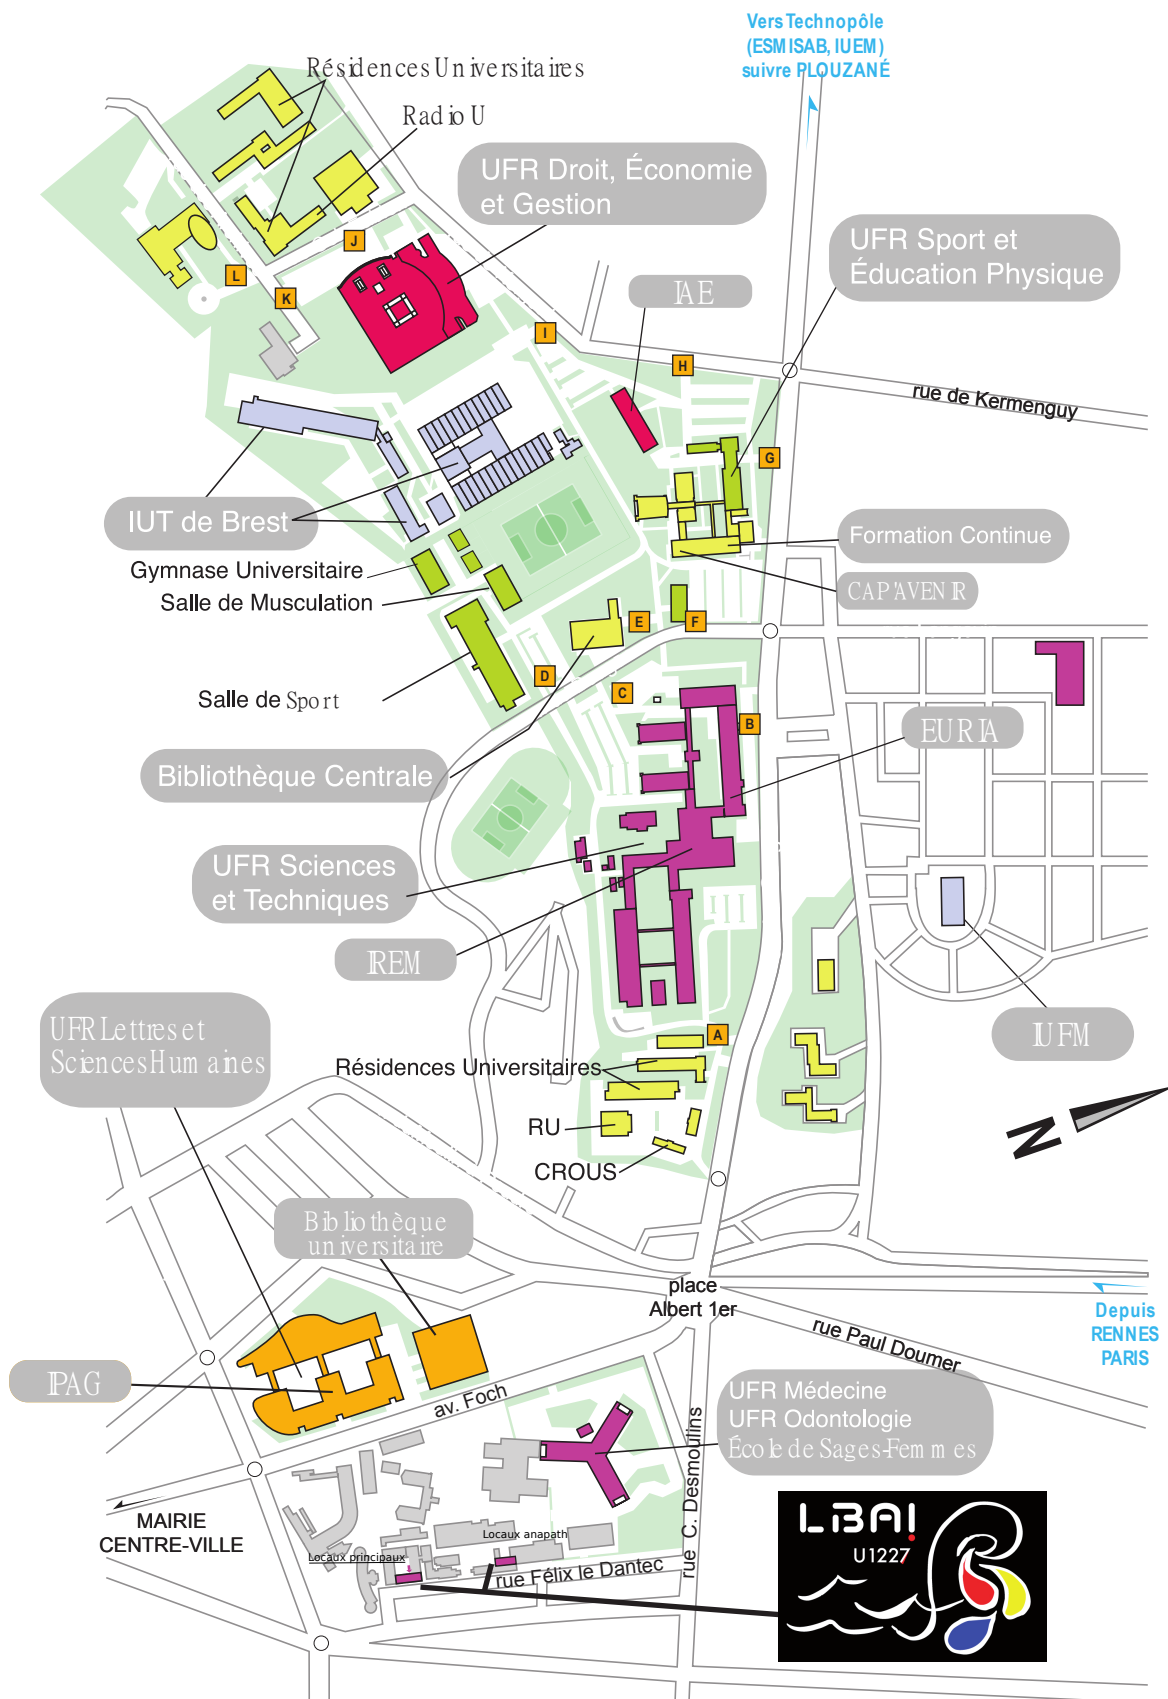 Vers Technopôle
(ESMISAB, IUEM)
suivre PLOUZANÉ
Résidences Universitaires
Radio U
UFR Droit, Économie
et Gestion
UFR Sport et
Éducation Physique
J
L
K
IAE
I
H
rue de Kermenguy
G
IUT de Brest
Formation Continue
Gymnase Universitaire
CAP'AVENIR
Salle de Musculation
E
F
D
C
Salle de Sport
B
EURIA
Bibliothèque Centrale
UFR Sciences
et Techniques
IREM
UFR Lettres et
Sciences Humaines
A
IUFM
Résidences Universitaires
RU
N
CROUS
Bibliothèque
universitaire
place
Albert 1er
Depuis
RENNES
PARIS
rue Paul Doumer
IPAG
av. Foch
UFR Médecine
UFR Odontologie
École de Sages-Femmes
rue C. Desmoulins
MAIRIE
CENTRE-VILLE
Locaux anapath
Locaux principaux
rue Félix le Dantec
LBAI
U1227